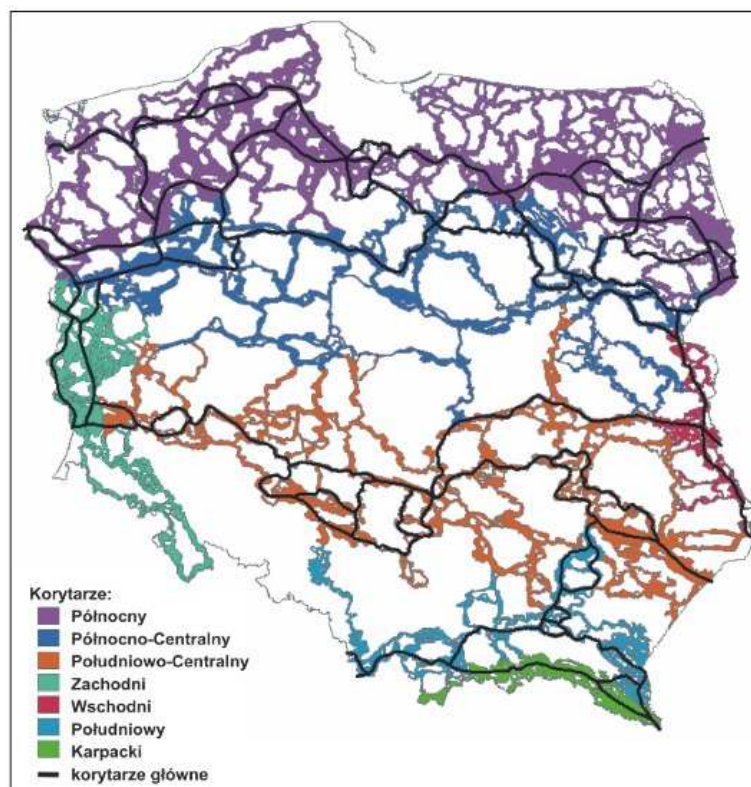 Korytarze:
Północny
Północno-Centralny
Południowo-Centralny
Zachodni
Wschodni
Południowy
Karpacki
korytarze główne